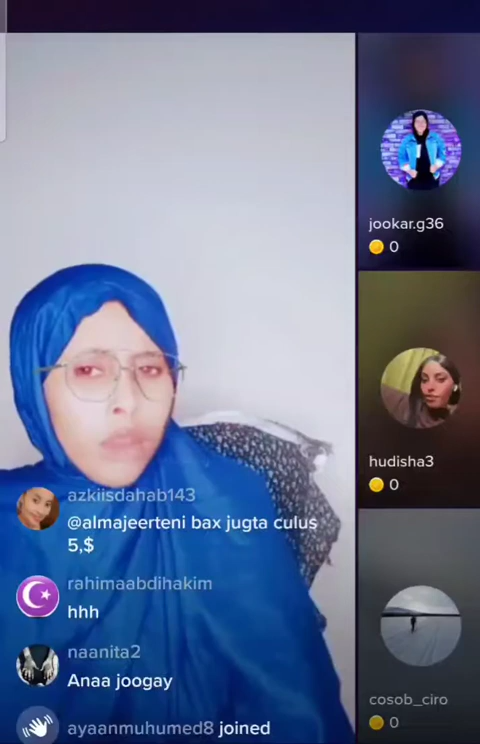 jookar.g36
0
hudisha3
0
cosob_ciro
0
azkiisdahab143
@almajeerteni bax jugta culus
5,$
rahimaabdihakim
hhh
naanita2
Anaa joogay
ayaanmuhumed8 joined